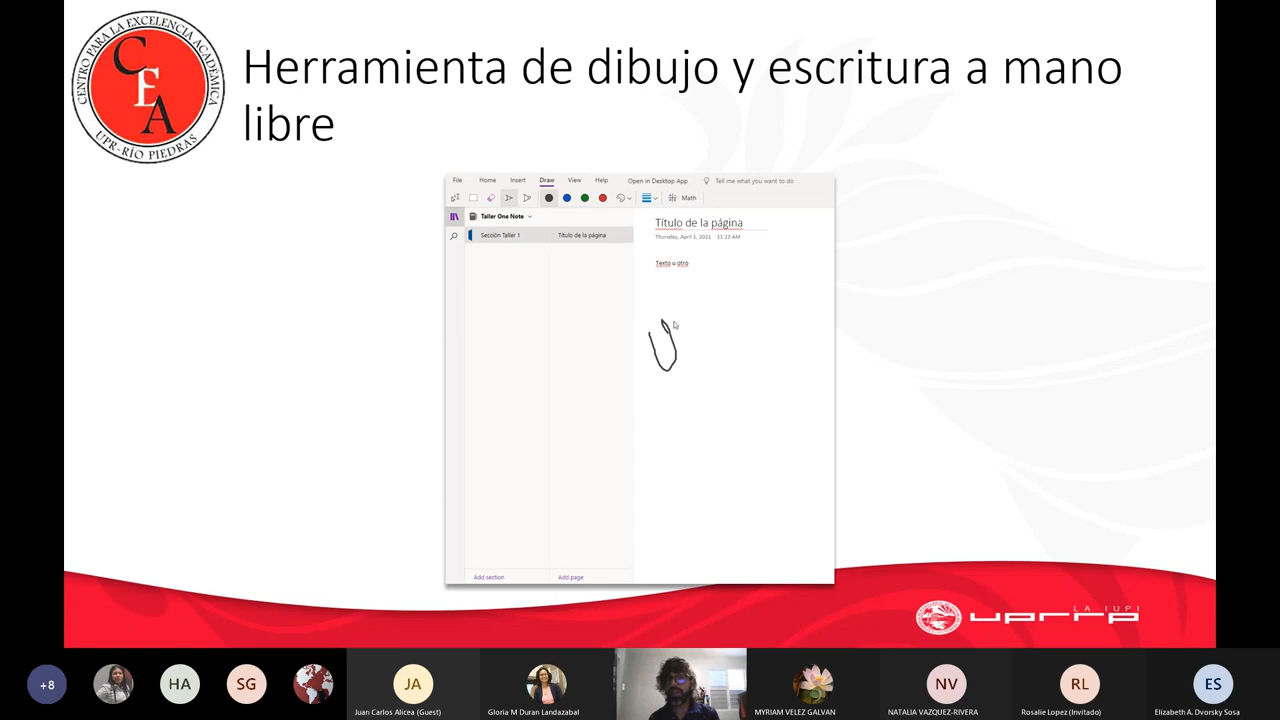 CENTRO PARA LA EXCELENCIA ACADÉMICA
CEA
UPR-RÍO PIEDRAS
Herramienta de dibujo y escritura a mano
libre
File Home Insert Draw View Help Open in Desktop App Tell me what you want to do
Math
Taller One Note
Sección Taller 1 Título de la página
Título de la página
Thursday, April 1, 2021 11:23 AM
Texto u otro
Add section Add page
LA IUPI
uprrp
+8 HA SG JA NV RL ES
Juan Carlos Alicea (Guest) Gloria M Duran Landazabal MYRIAM VELEZ GALVAN NATALIA VAZQUEZ-RIVERA Rosalie Lopez (Invitado) Elizabeth A. Dvorsky Sosa